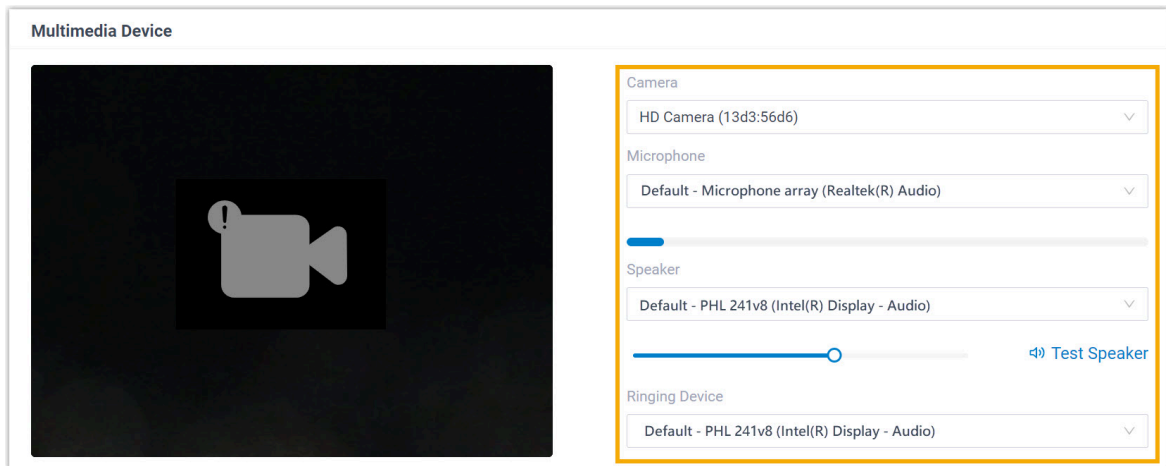 Multimedia Device
Camera
HD Camera (13d3:56d6)
Microphone
Default - Microphone array (Realtek(R) Audio)
Speaker
Default - PHL 241v8 (Intel(R) Display - Audio)
Test Speaker
Ringing Device
Default - PHL 241v8 (Intel(R) Display - Audio)